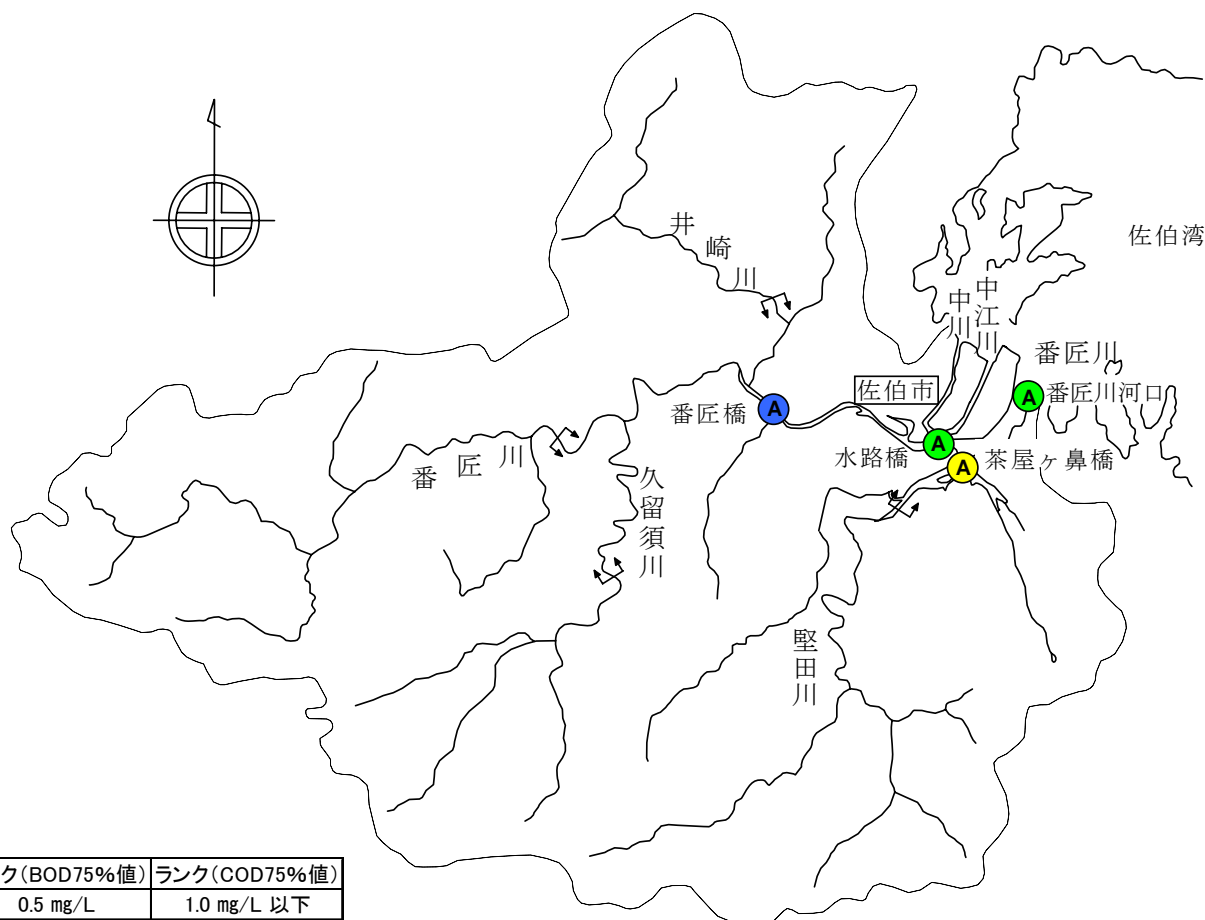 井崎川
佐伯湾
中川
中江川
番匠川
佐伯市
A
番匠川河口
番匠橋
A
A
水路橋
A
茶屋ヶ鼻橋
番匠川
久留須川
堅田川
ク(BOD75%値) ランク(COD75%値)
0.5 mg/L 1.0 mg/L 以下